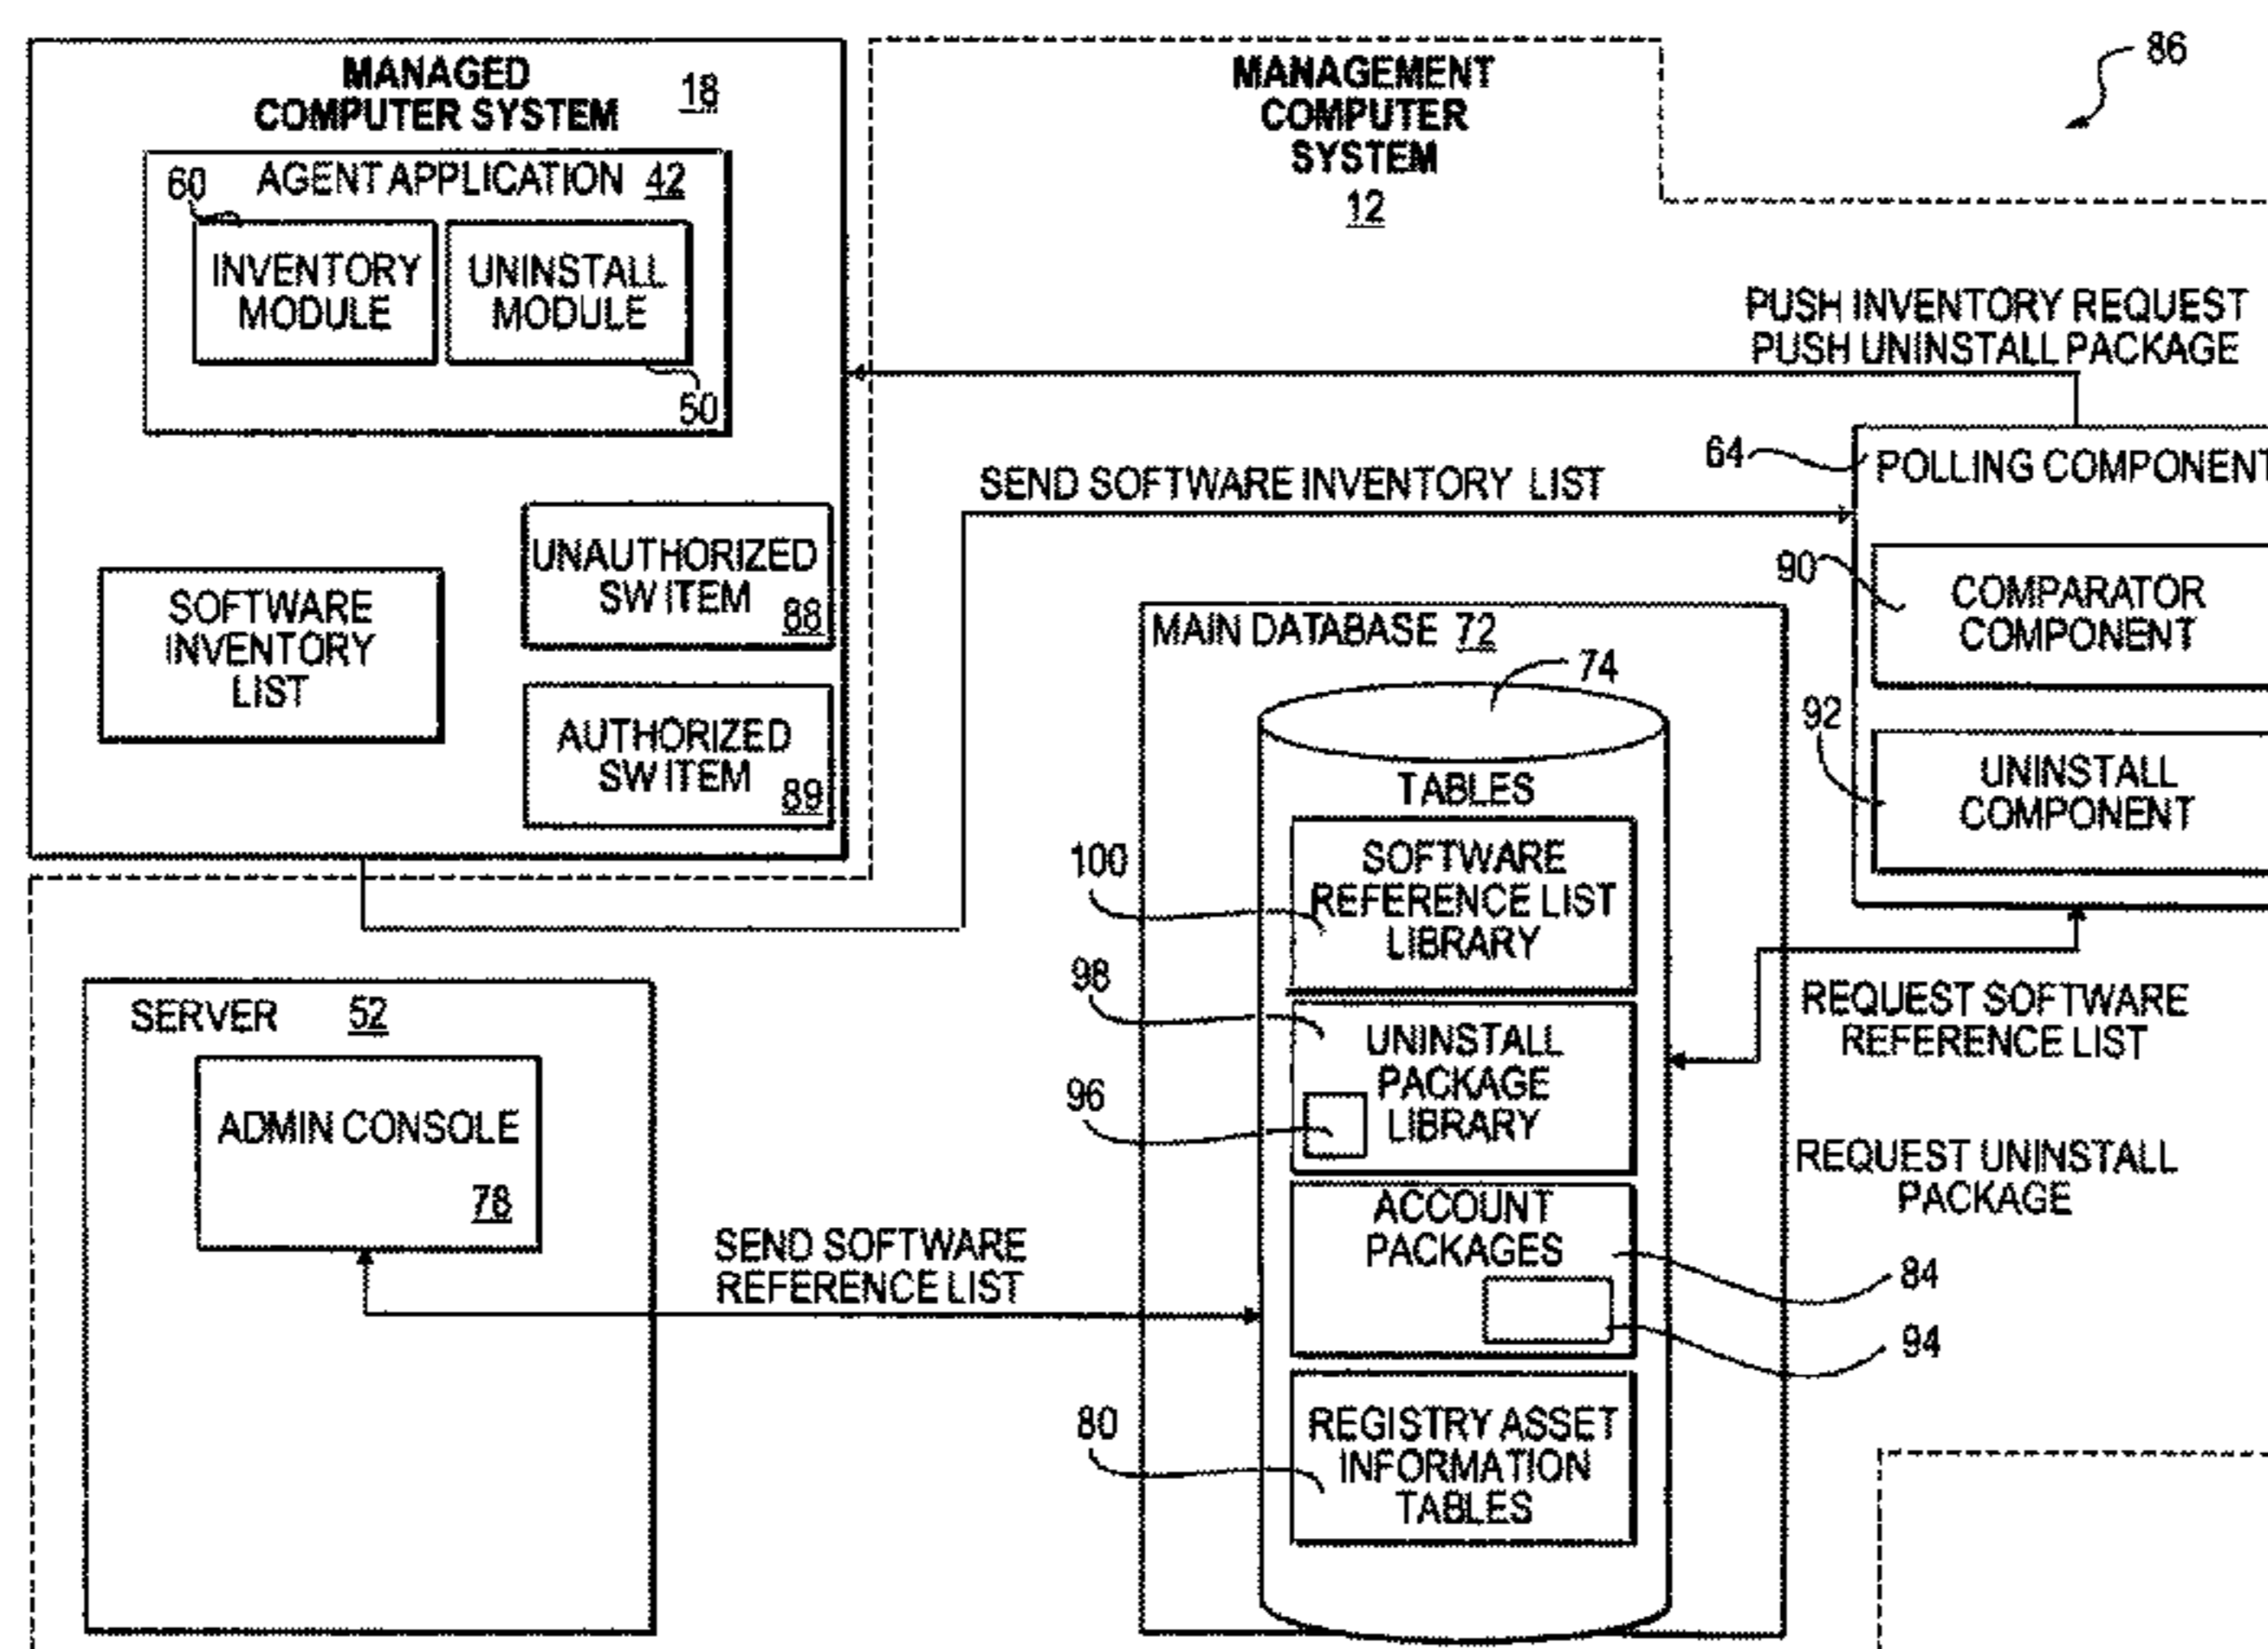 MANAGED
COMPUTER SYSTEM
18
AGENT APPLICATION 42
60
INVENTORY
MODULE
UNINSTALL
MODULE
50
SOFTWARE
INVENTORY
LIST
UNAUTHORIZED
SW ITEM
88
AUTHORIZED
SW ITEM
89
MANAGEMENT
COMPUTER
SYSTEM
12
86
PUSH INVENTORY REQUEST
PUSH UNINSTALL PACKAGE
SEND SOFTWARE INVENTORY LIST
64
POLLING COMPONENT
90
COMPARATOR
COMPONENT
92
UNINSTALL
COMPONENT
MAIN DATABASE 72
74
TABLES
100
SOFTWARE
REFERENCE LIST
LIBRARY
98
UNINSTALL
PACKAGE
LIBRARY
96
ACCOUNT
PACKAGES
84
94
80
REGISTRY ASSET
INFORMATION
TABLES
REQUEST SOFTWARE
REFERENCE LIST
REQUEST UNINSTALL
PACKAGE
SERVER 52
ADMIN CONSOLE
78
SEND SOFTWARE
REFERENCE LIST